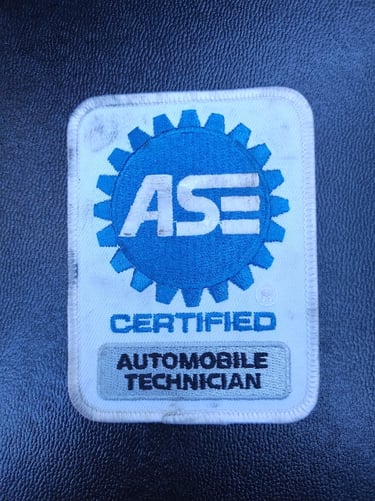 ASE
®
CERTIFIED
AUTOMOBILE
TECHNICIAN